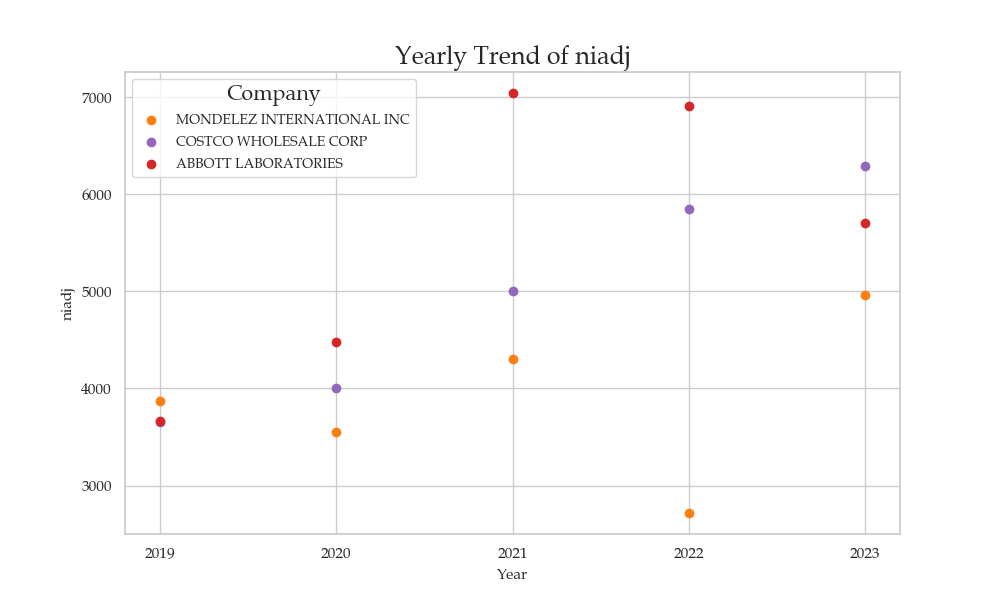 Yearly Trend of niadj
Company
MONDELEZ INTERNATIONAL INC
COSTCO WHOLESALE CORP
ABBOTT LABORATORIES
7000
6000
5000
4000
3000
niadj
2019 2020 2021 2022 2023
Year